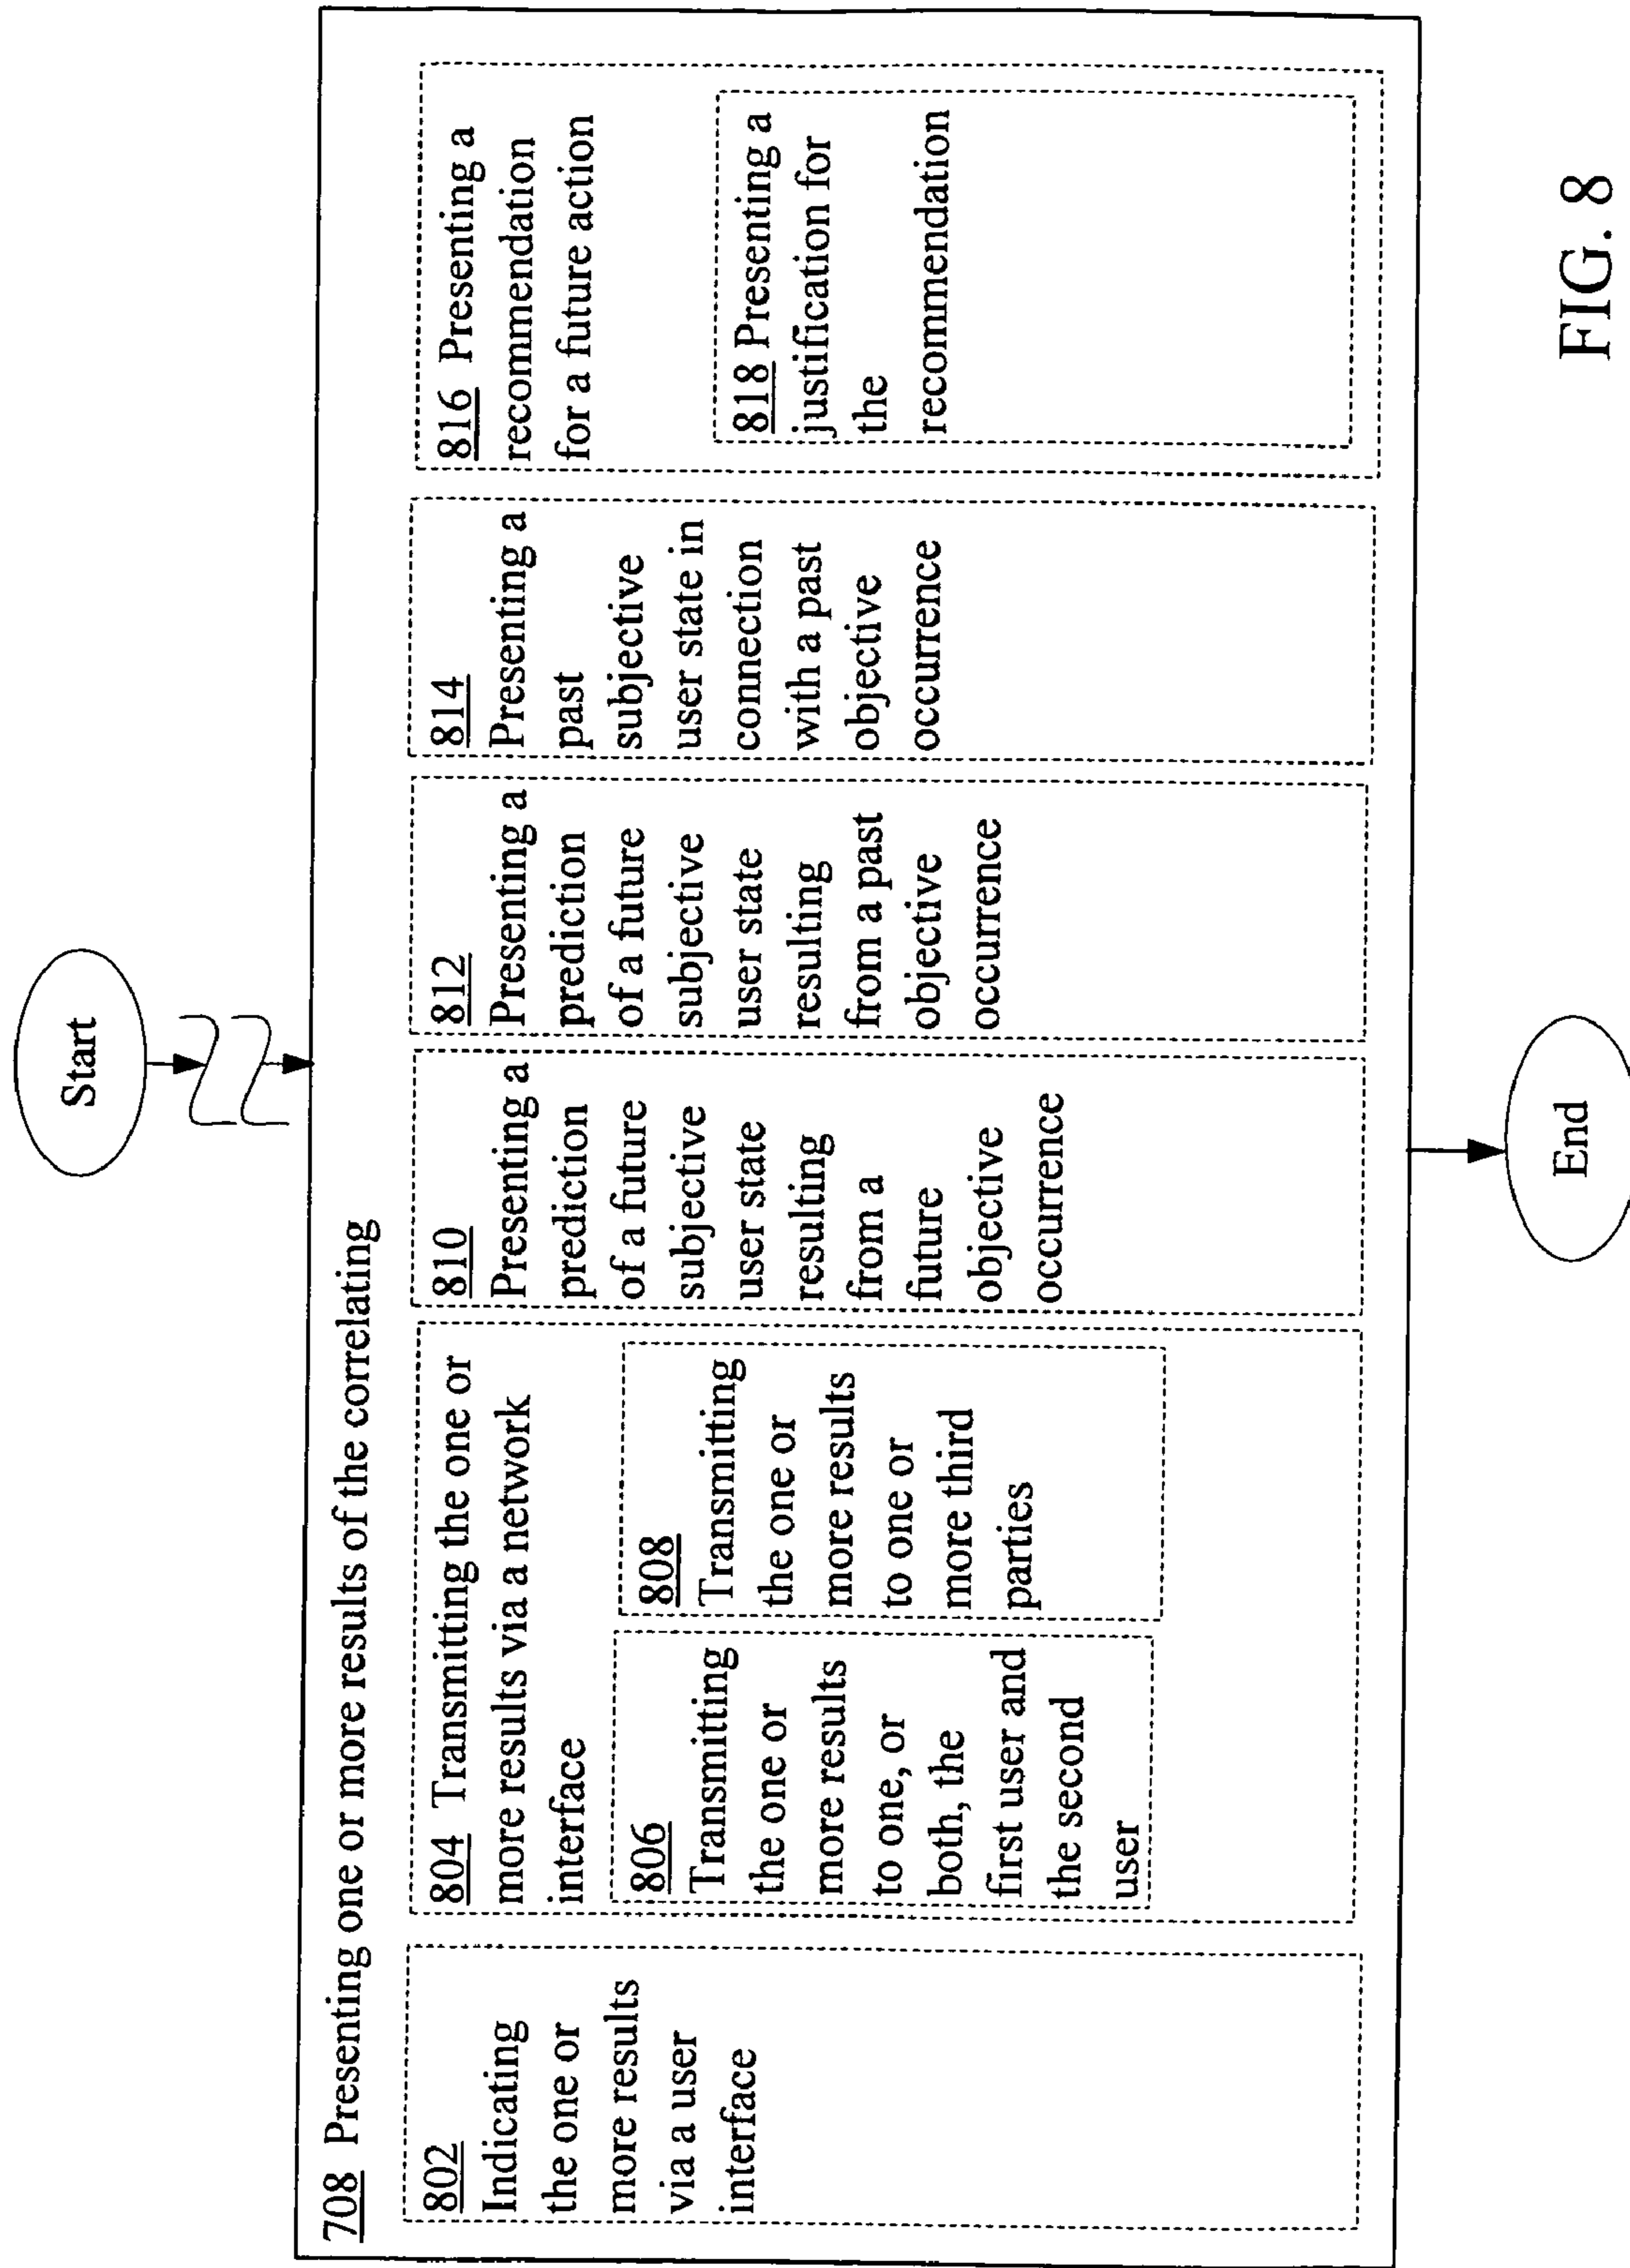 Start
708 Presenting one or more results of the correlating
802
Indicating
the one or
more results
via a user
interface
804 Transmitting the one or
more results via a network
interface
806
Transmitting
the one or
more results
to one, or
both, the
first user and
the second
user
808
Transmitting
the one or
more results
to one or
more third
parties
810
Presenting a
prediction
of a future
subjective
user state
resulting
from a
future
objective
occurrence
812
Presenting a
prediction
of a future
subjective
user state
resulting
from a past
objective
occurrence
814
Presenting a
past
subjective
user state in
connection
with a past
objective
occurrence
816 Presenting a
recommendation
for a future action
818 Presenting a
justification for
the
recommendation
End
FIG. 8